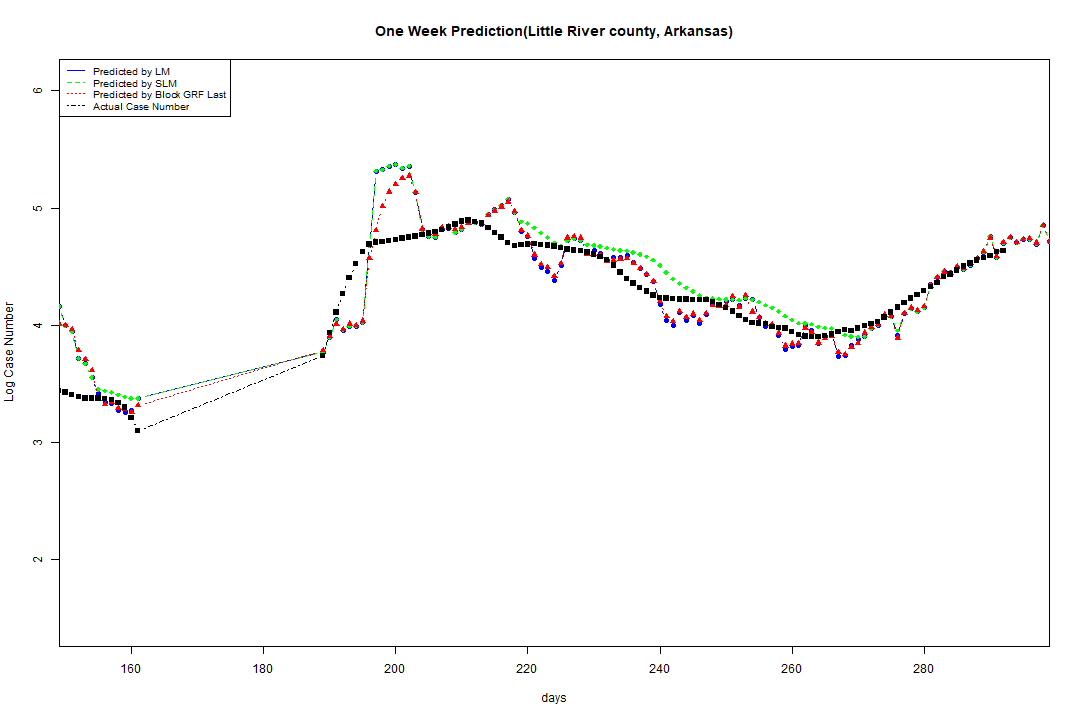 One Week Prediction(Little River county, Arkansas)
Predicted by LM
Predicted by SLM
Predicted by Block GRF Last
Actual Case Number
6
5
4
3
2
Log Case Number
160 180 200 220 240 260 280
days